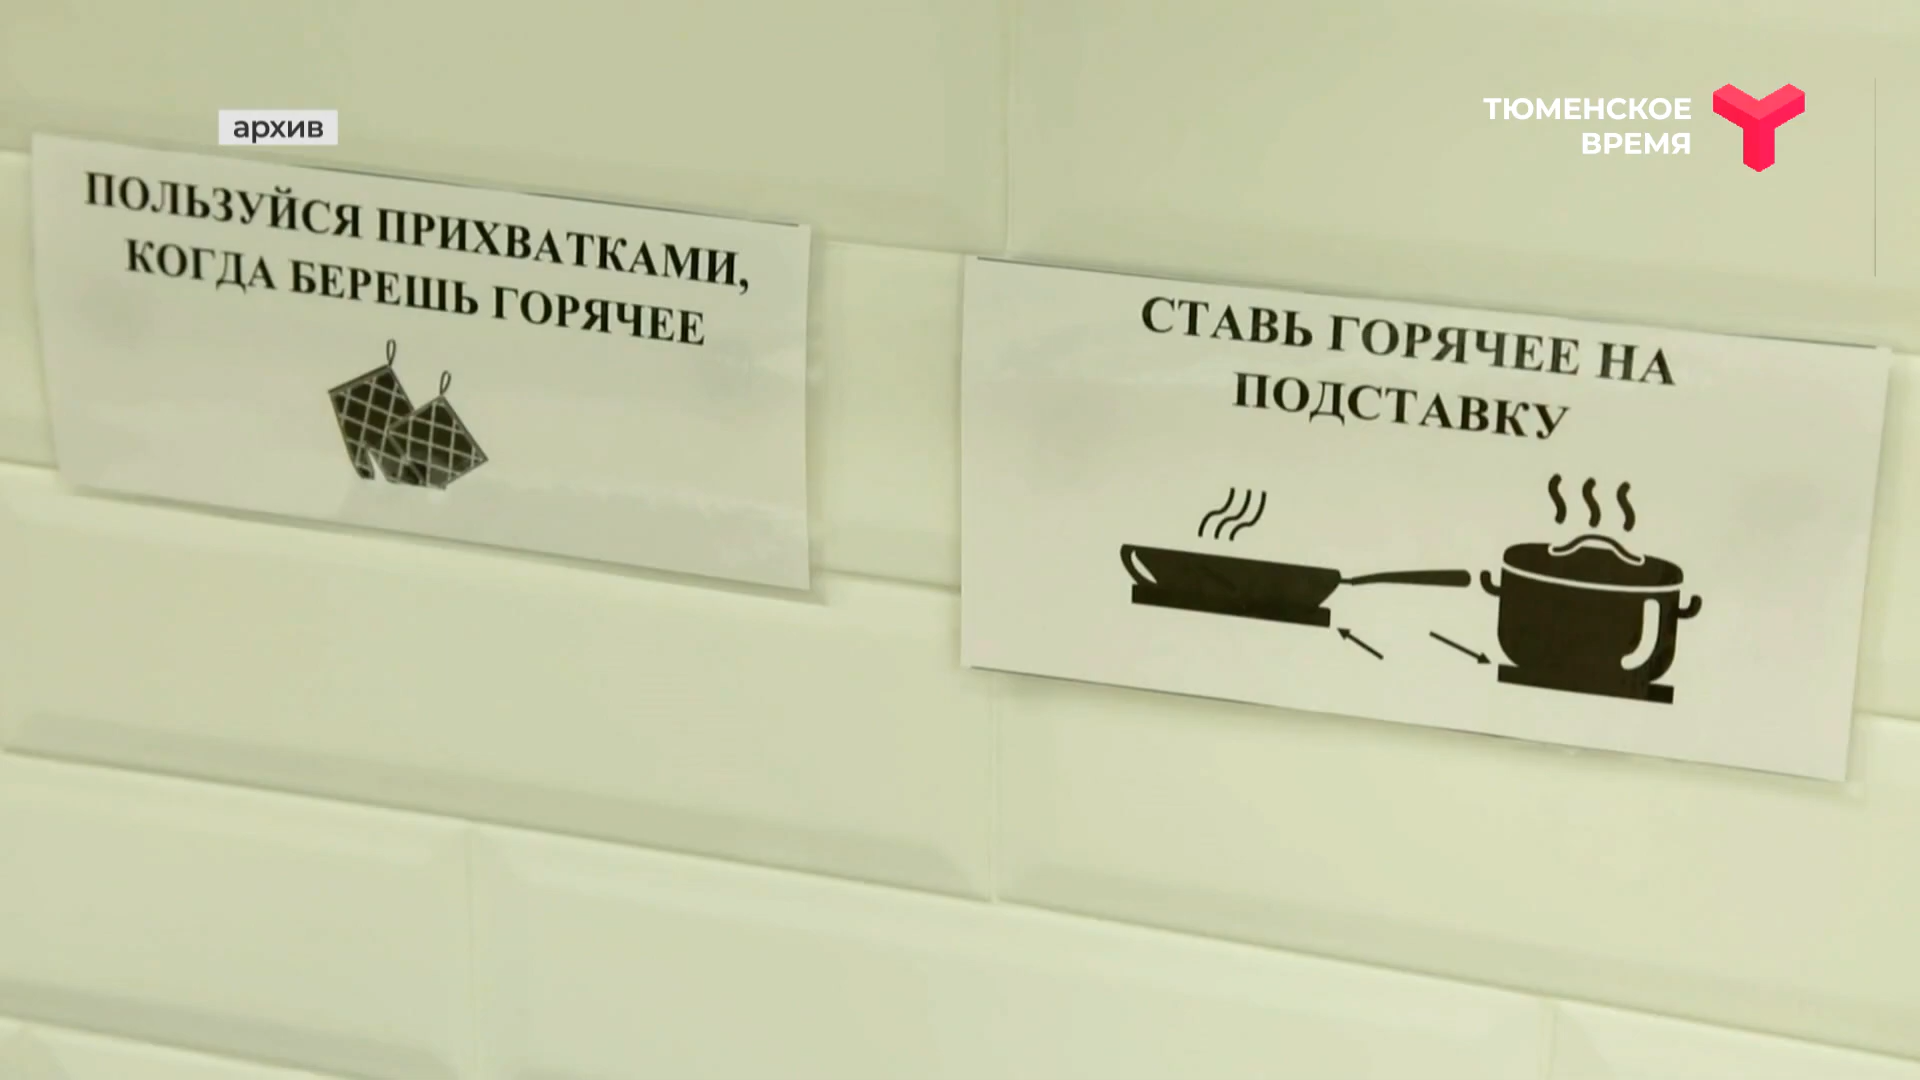 архив
ТЮМЕНСКОЕ
ВРЕМЯ
ПОЛЬЗУЙСЯ ПРИХВАТКАМИ,
КОГДА БЕРЕШЬ ГОРЯЧЕЕ
СТАВЬ ГОРЯЧЕЕ НА
ПОДСТАВКУ